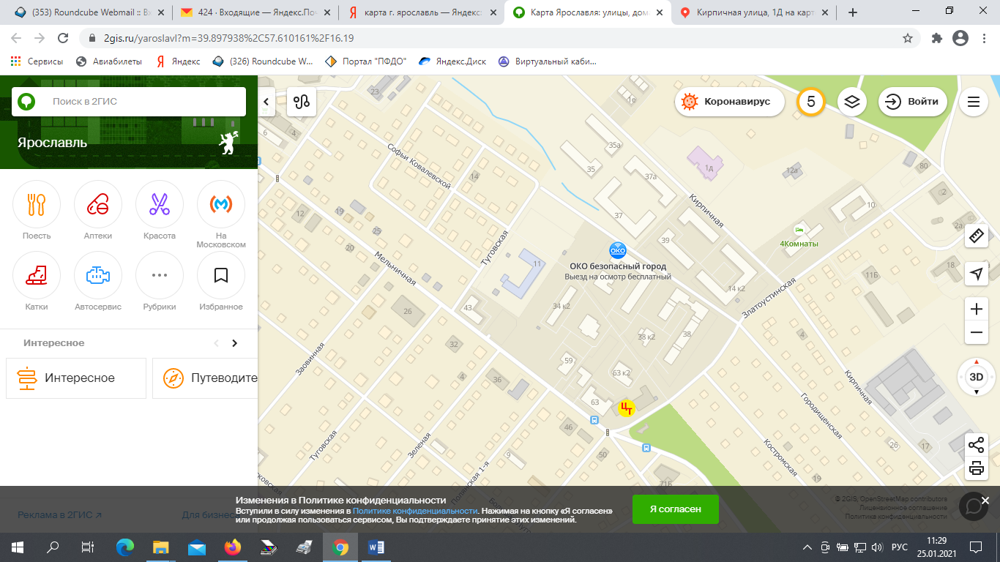 (353) Roundcube Webmail :: Вх
424 · Входящие — Яндекс.Поч
карта г. ярославль — Яндекс:
Карта Ярославля: улицы, дом
Кирпичная улица, 1Д на карт
2gis.ru/yaroslavl?m=39.897938%2C57.610161%2F16.19
Сервисы
Авиабилеты
Яндекс
(326) Roundcube W...
Портал "ПФДО"
Яндекс.Диск
Виртуальный каби...
Поиск в 2ГИС
Ярославль
Поесть
Аптеки
Красота
На Московском
Катки
Автосервис
Рубрики
Избранное
Интересное
Интересное
Путеводите
Реклама в 2ГИС ↗
Для бизнеса
Коронавирус
5
Войти
23
6
1е
Софьи Ковалевской
14
35а
35
37а
1д
12а
80
2
Кирпичная
10
2а
12
19
25
20
37
39
4Комнаты
Туговская
11
ОКО
ОКО безопасный город
Выезд на осмотр бесплатный
Мельничная
18
11Б
14 к2
Златоустинская
26
43
34 к2
38 к2
38
4
32
Заовинная
59
63 к2
4
36
63
ЦТ
Кирпичная
Городищенская
3D
46
Туговская
Зеленая
9
50
Костромская
26
17
19
71Б
Полянская 1-я
Изменения в Политике конфиденциальности
Вступили в силу изменения в Политике конфиденциальности. Нажимая на кнопку «Я согласен»
или продолжая пользоваться сервисом, Вы подтверждаете принятие этих изменений.
Я согласен
© 2GIS, OpenStreetMap contributors
Лицензионное соглашение
Политика конфиденциальности
РУС
11:29
25.01.2021